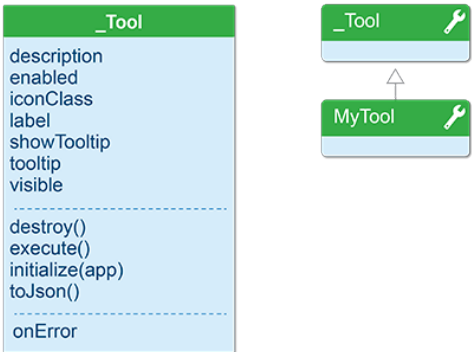 _Tool
description
enabled
iconClass
label
showTooltip
tooltip
visible
destroy()
execute()
initialize(app)
toJson()
onError
_Tool
MyTool